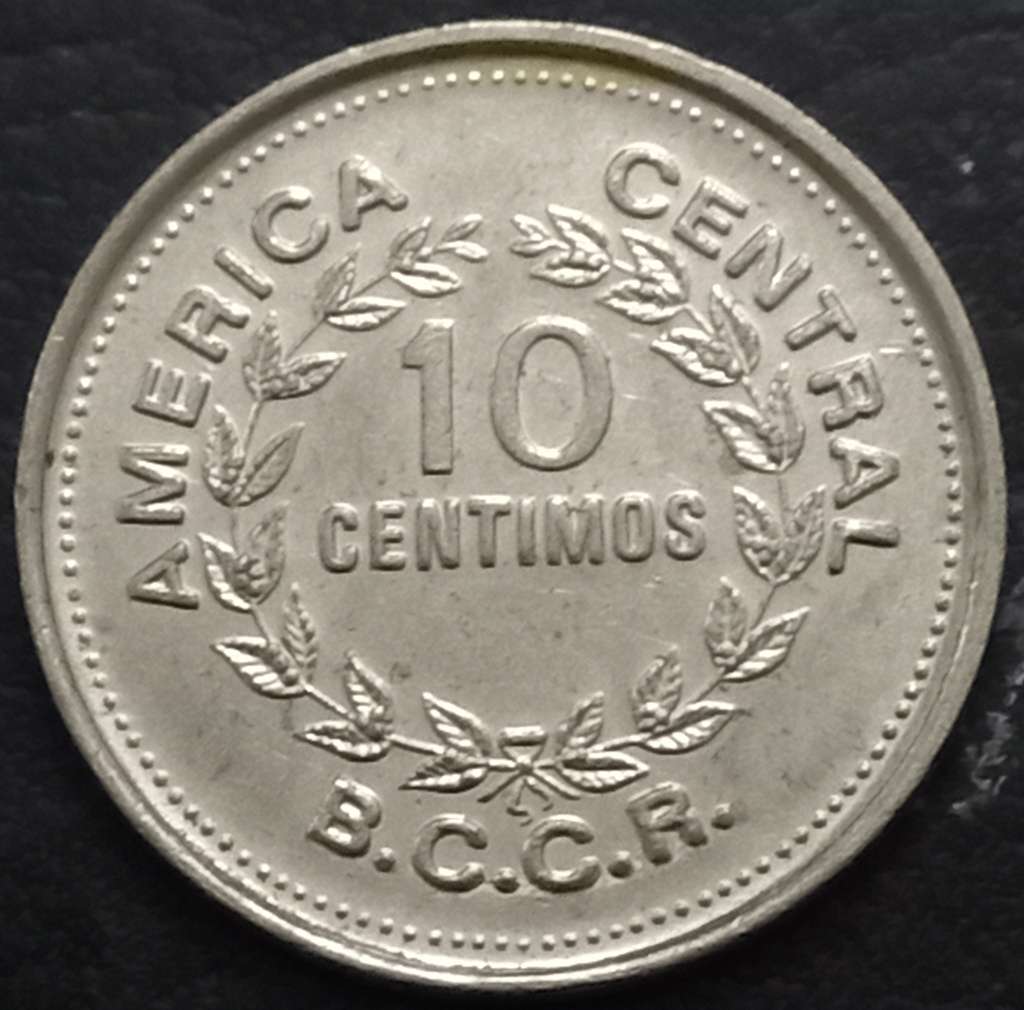 AMERICA CENTRAL
10
CENTIMOS
B.C.C.R.